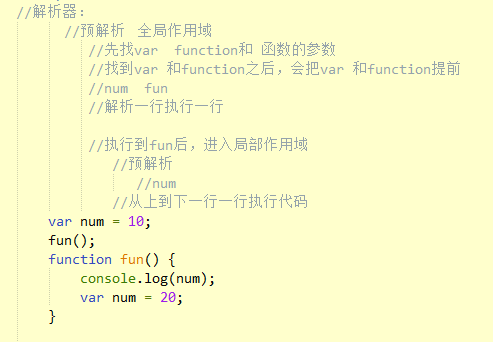 //解析器:
//预解析 全局作用域
//先找var  function和 函数的参数
//找到var 和function之后，会把var 和function提前
//num  fun
//解析一行执行一行
//执行到fun后，进入局部作用域
//预解析
//num
//从上到下一行一行执行代码
var num = 10;
fun();
function fun() {
console.log(num);
var num = 20;
}